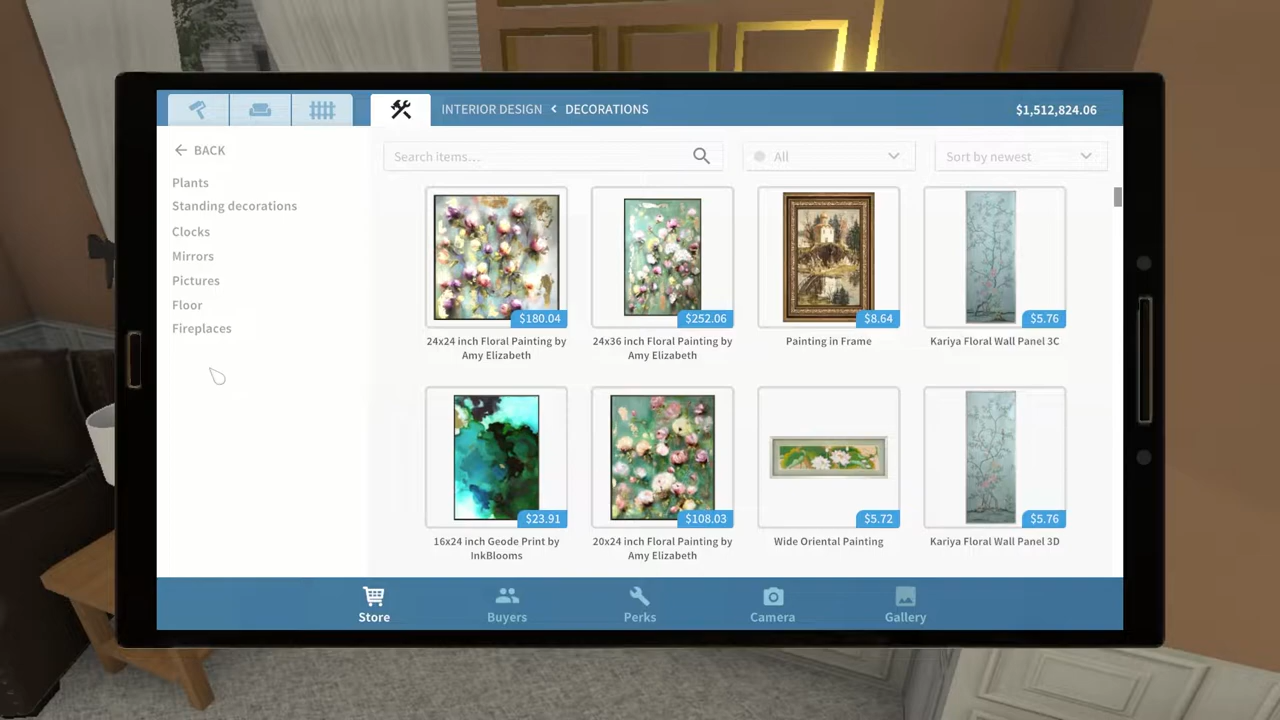 INTERIOR DESIGN < DECORATIONS
$1,512,824.06
BACK
Search items...
All
Sort by newest
Plants
Standing decorations
Clocks
Mirrors
Pictures
Floor
Fireplaces
$180.04
$252.06
$8.64
$5.76
24x24 inch Floral Painting by
Amy Elizabeth
24x36 inch Floral Painting by
Amy Elizabeth
Painting in Frame
Kariya Floral Wall Panel 3C
$23.91
$108.03
$5.72
$5.76
16x24 inch Geode Print by
InkBlooms
20x24 inch Floral Painting by
Amy Elizabeth
Wide Oriental Painting
Kariya Floral Wall Panel 3D
Store
Buyers
Perks
Camera
Gallery